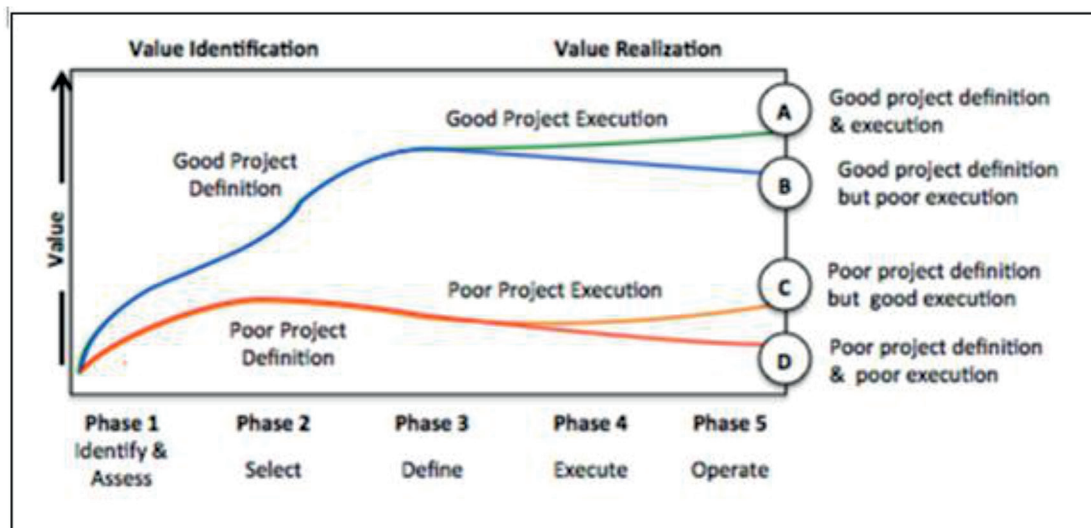 Value Identification
Value Realization
Good Project Execution
A
Good project definition
& execution
Good Project
Definition
B
Good project definition
but poor execution
Value
Poor Project Execution
C
Poor project definition
but good execution
Poor Project
Definition
D
Poor project definition
& poor execution
Phase 1
Identify &
Assess
Phase 2
Select
Phase 3
Define
Phase 4
Execute
Phase 5
Operate